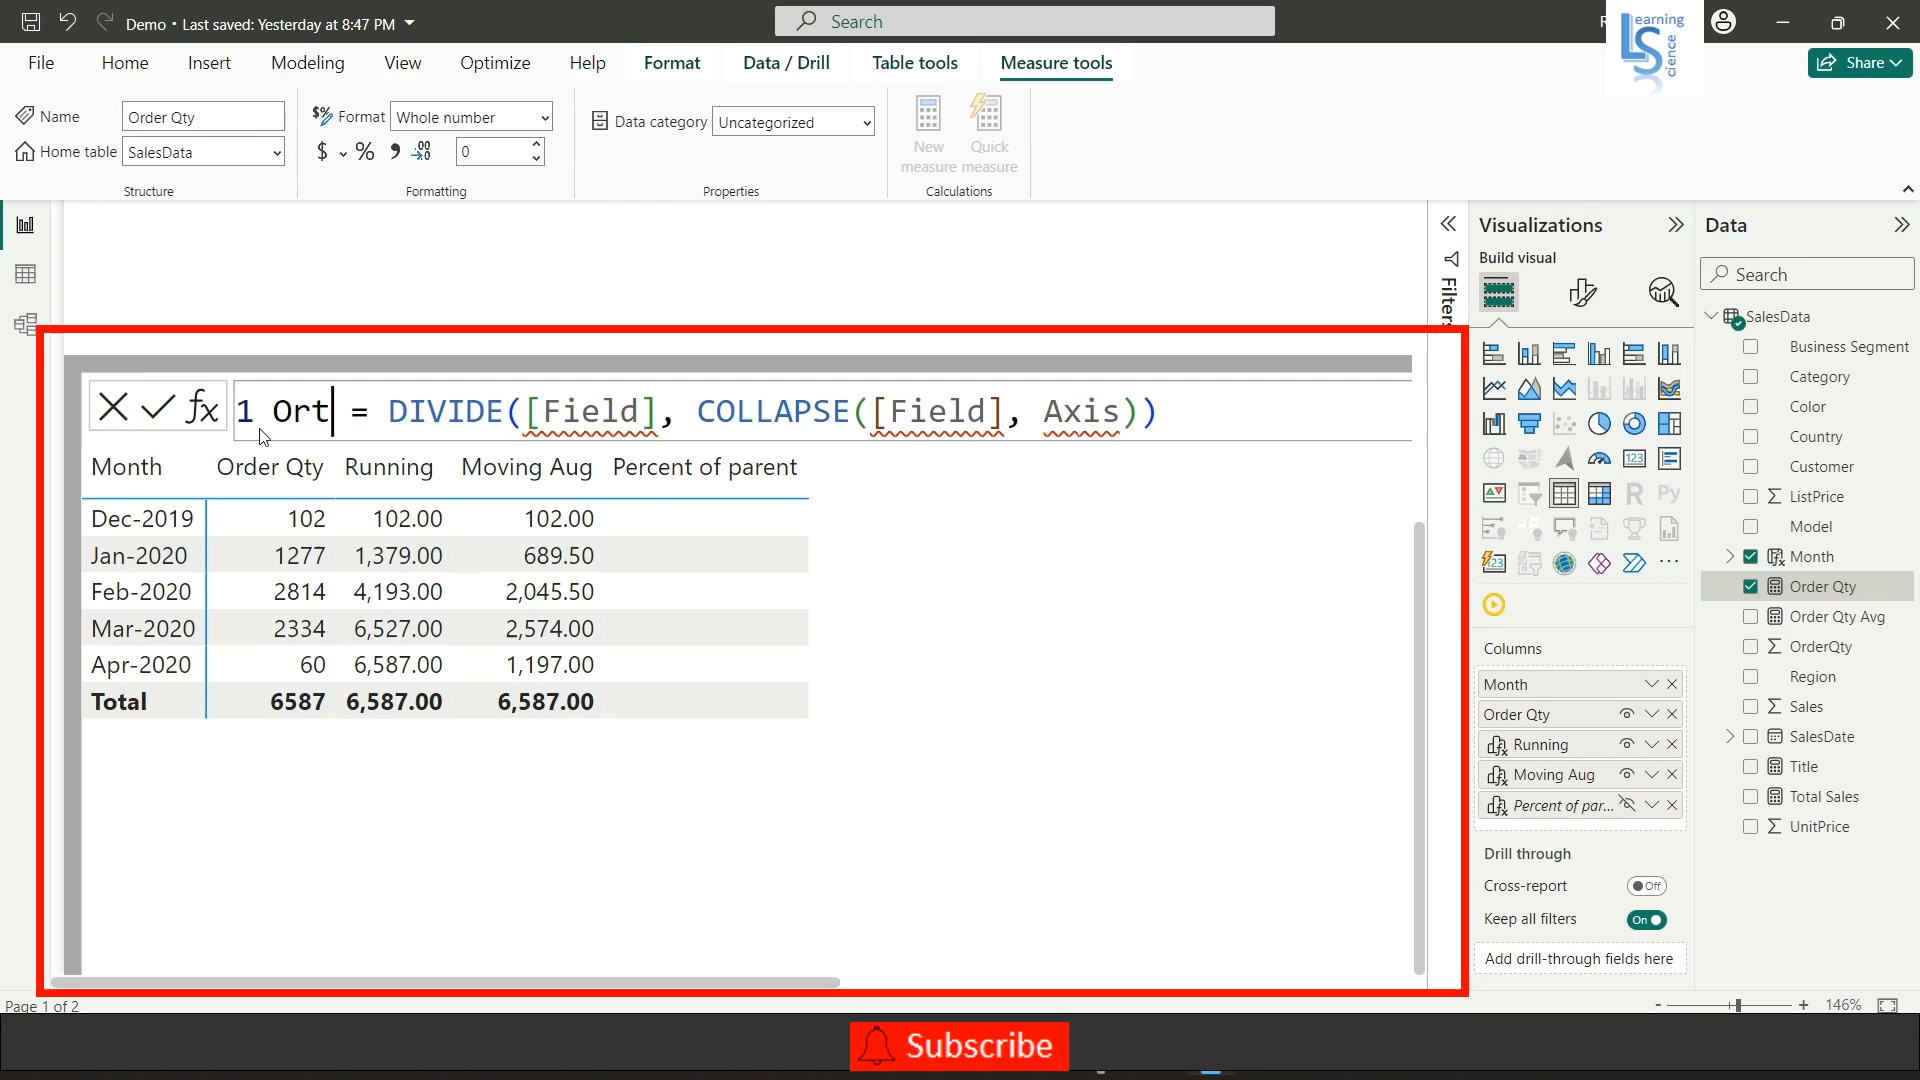 Demo • Last saved: Yesterday at 8:47 PM
Search
Learning Science
File Home Insert Modeling View Optimize Help Format Data / Drill Table tools Measure tools
Share
Name Order Qty
Home table SalesData
Structure
$% Format Whole number
$ % , .00 0
Formatting
Data category Uncategorized
Properties
New measure
Quick measure
Calculations
Filters
1 Ort = DIVIDE([Field], COLLAPSE([Field], Axis))
Month Order Qty Running Moving Aug Percent of parent
Dec-2019 102 102.00 102.00
Jan-2020 1277 1,379.00 689.50
Feb-2020 2814 4,193.00 2,045.50
Mar-2020 2334 6,527.00 2,574.00
Apr-2020 60 6,587.00 1,197.00
Total 6587 6,587.00 6,587.00
Visualizations
Build visual
123
R Py
123
Columns
Month
Order Qty
Running
Moving Aug
Percent of par...
Drill through
Cross-report Off
Keep all filters On
Add drill-through fields here
Data
Search
SalesData
Business Segment
Category
Color
Country
Customer
ListPrice
Model
Month
Order Qty
Order Qty Avg
OrderQty
Region
Sales
SalesDate
Title
Total Sales
UnitPrice
Page 1 of 2
- + 146%
Subscribe